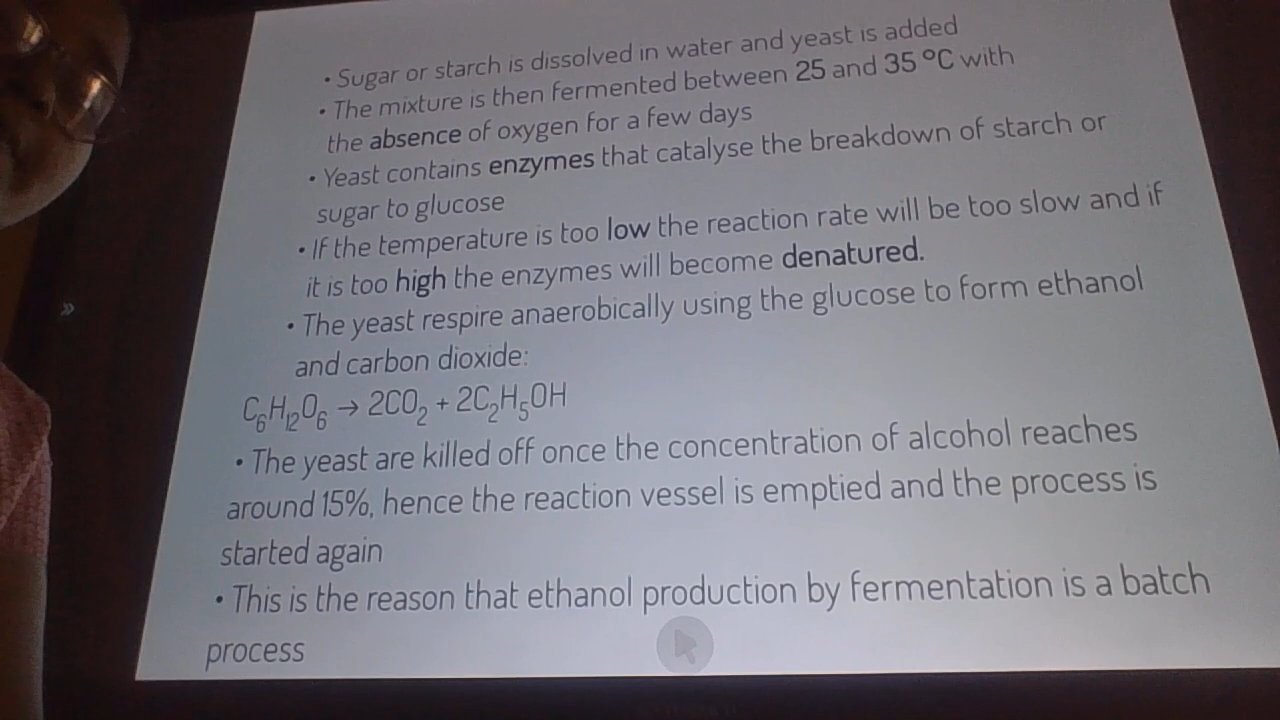 • Sugar or starch is dissolved in water and yeast is added
• The mixture is then fermented between 25 and 35 ºC with
the absence of oxygen for a few days
• Yeast contains enzymes that catalyse the breakdown of starch or
sugar to glucose
• If the temperature is too low the reaction rate will be too slow and if
it is too high the enzymes will become denatured.
• The yeast respire anaerobically using the glucose to form ethanol
and carbon dioxide:
C₆H₁₂O₆ → 2CO₂ + 2C₂H₅OH
• The yeast are killed off once the concentration of alcohol reaches
around 15%, hence the reaction vessel is emptied and the process is
started again
• This is the reason that ethanol production by fermentation is a batch
process